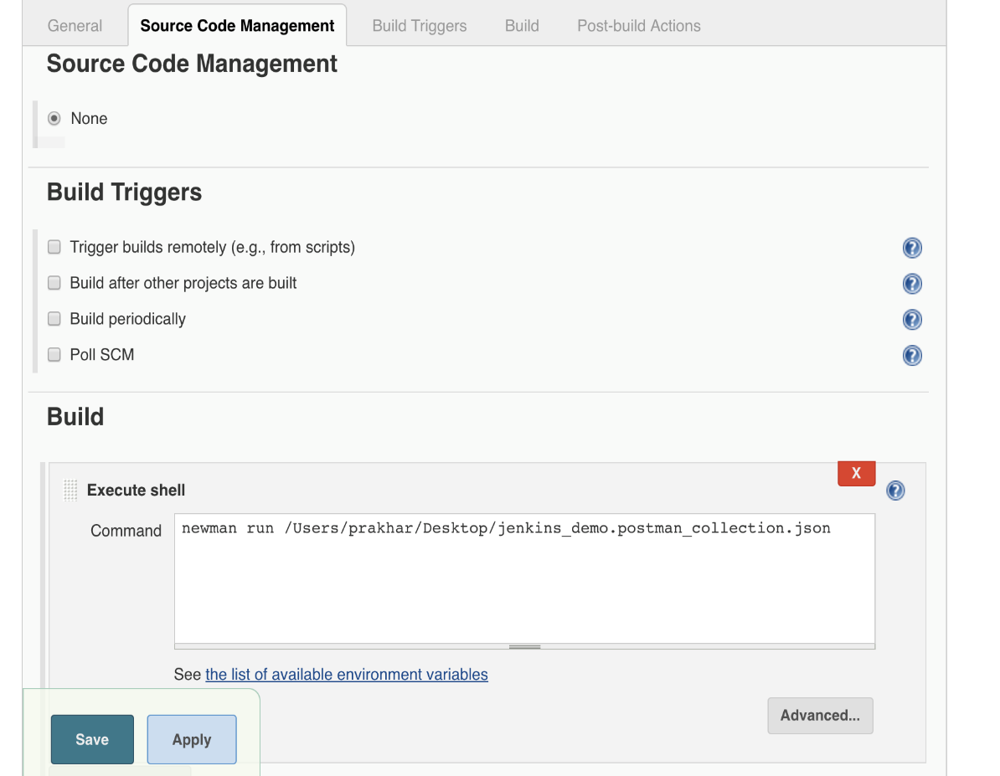 General Source Code Management Build Triggers Build Post-build Actions
Source Code Management
None
Build Triggers
Trigger builds remotely (e.g., from scripts)
?
Build after other projects are built
?
Build periodically
?
Poll SCM
?
Build
X
Execute shell
?
Command
newman run /Users/prakhar/Desktop/jenkins_demo.postman_collection.json
See the list of available environment variables
Advanced...
Save Apply